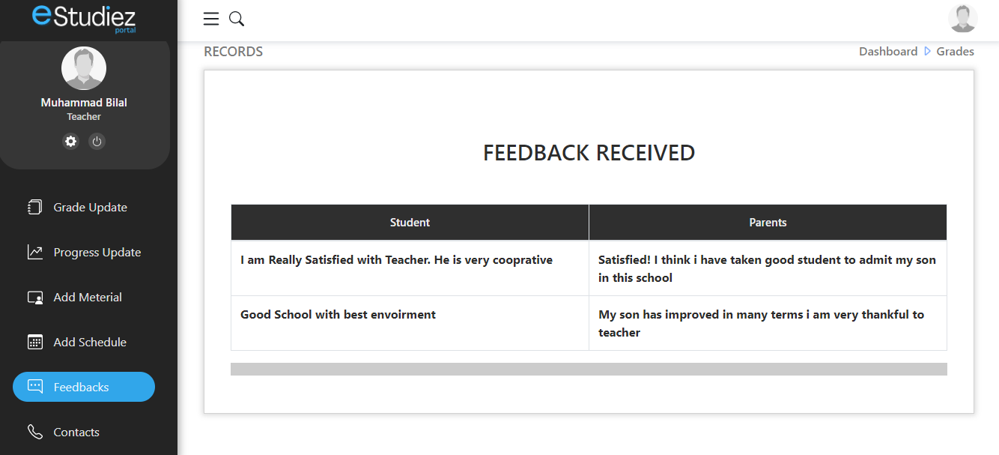 eStudiez
portal
Muhammad Bilal
Teacher
Grade Update
Progress Update
Add Meterial
Add Schedule
Feedbacks
Contacts
RECORDS
Dashboard Grades
FEEDBACK RECEIVED
Student Parents
I am Really Satisfied with Teacher. He is very cooprative
Satisfied! I think i have taken good student to admit my son
in this school
Good School with best envoirment
My son has improved in many terms i am very thankful to
teacher